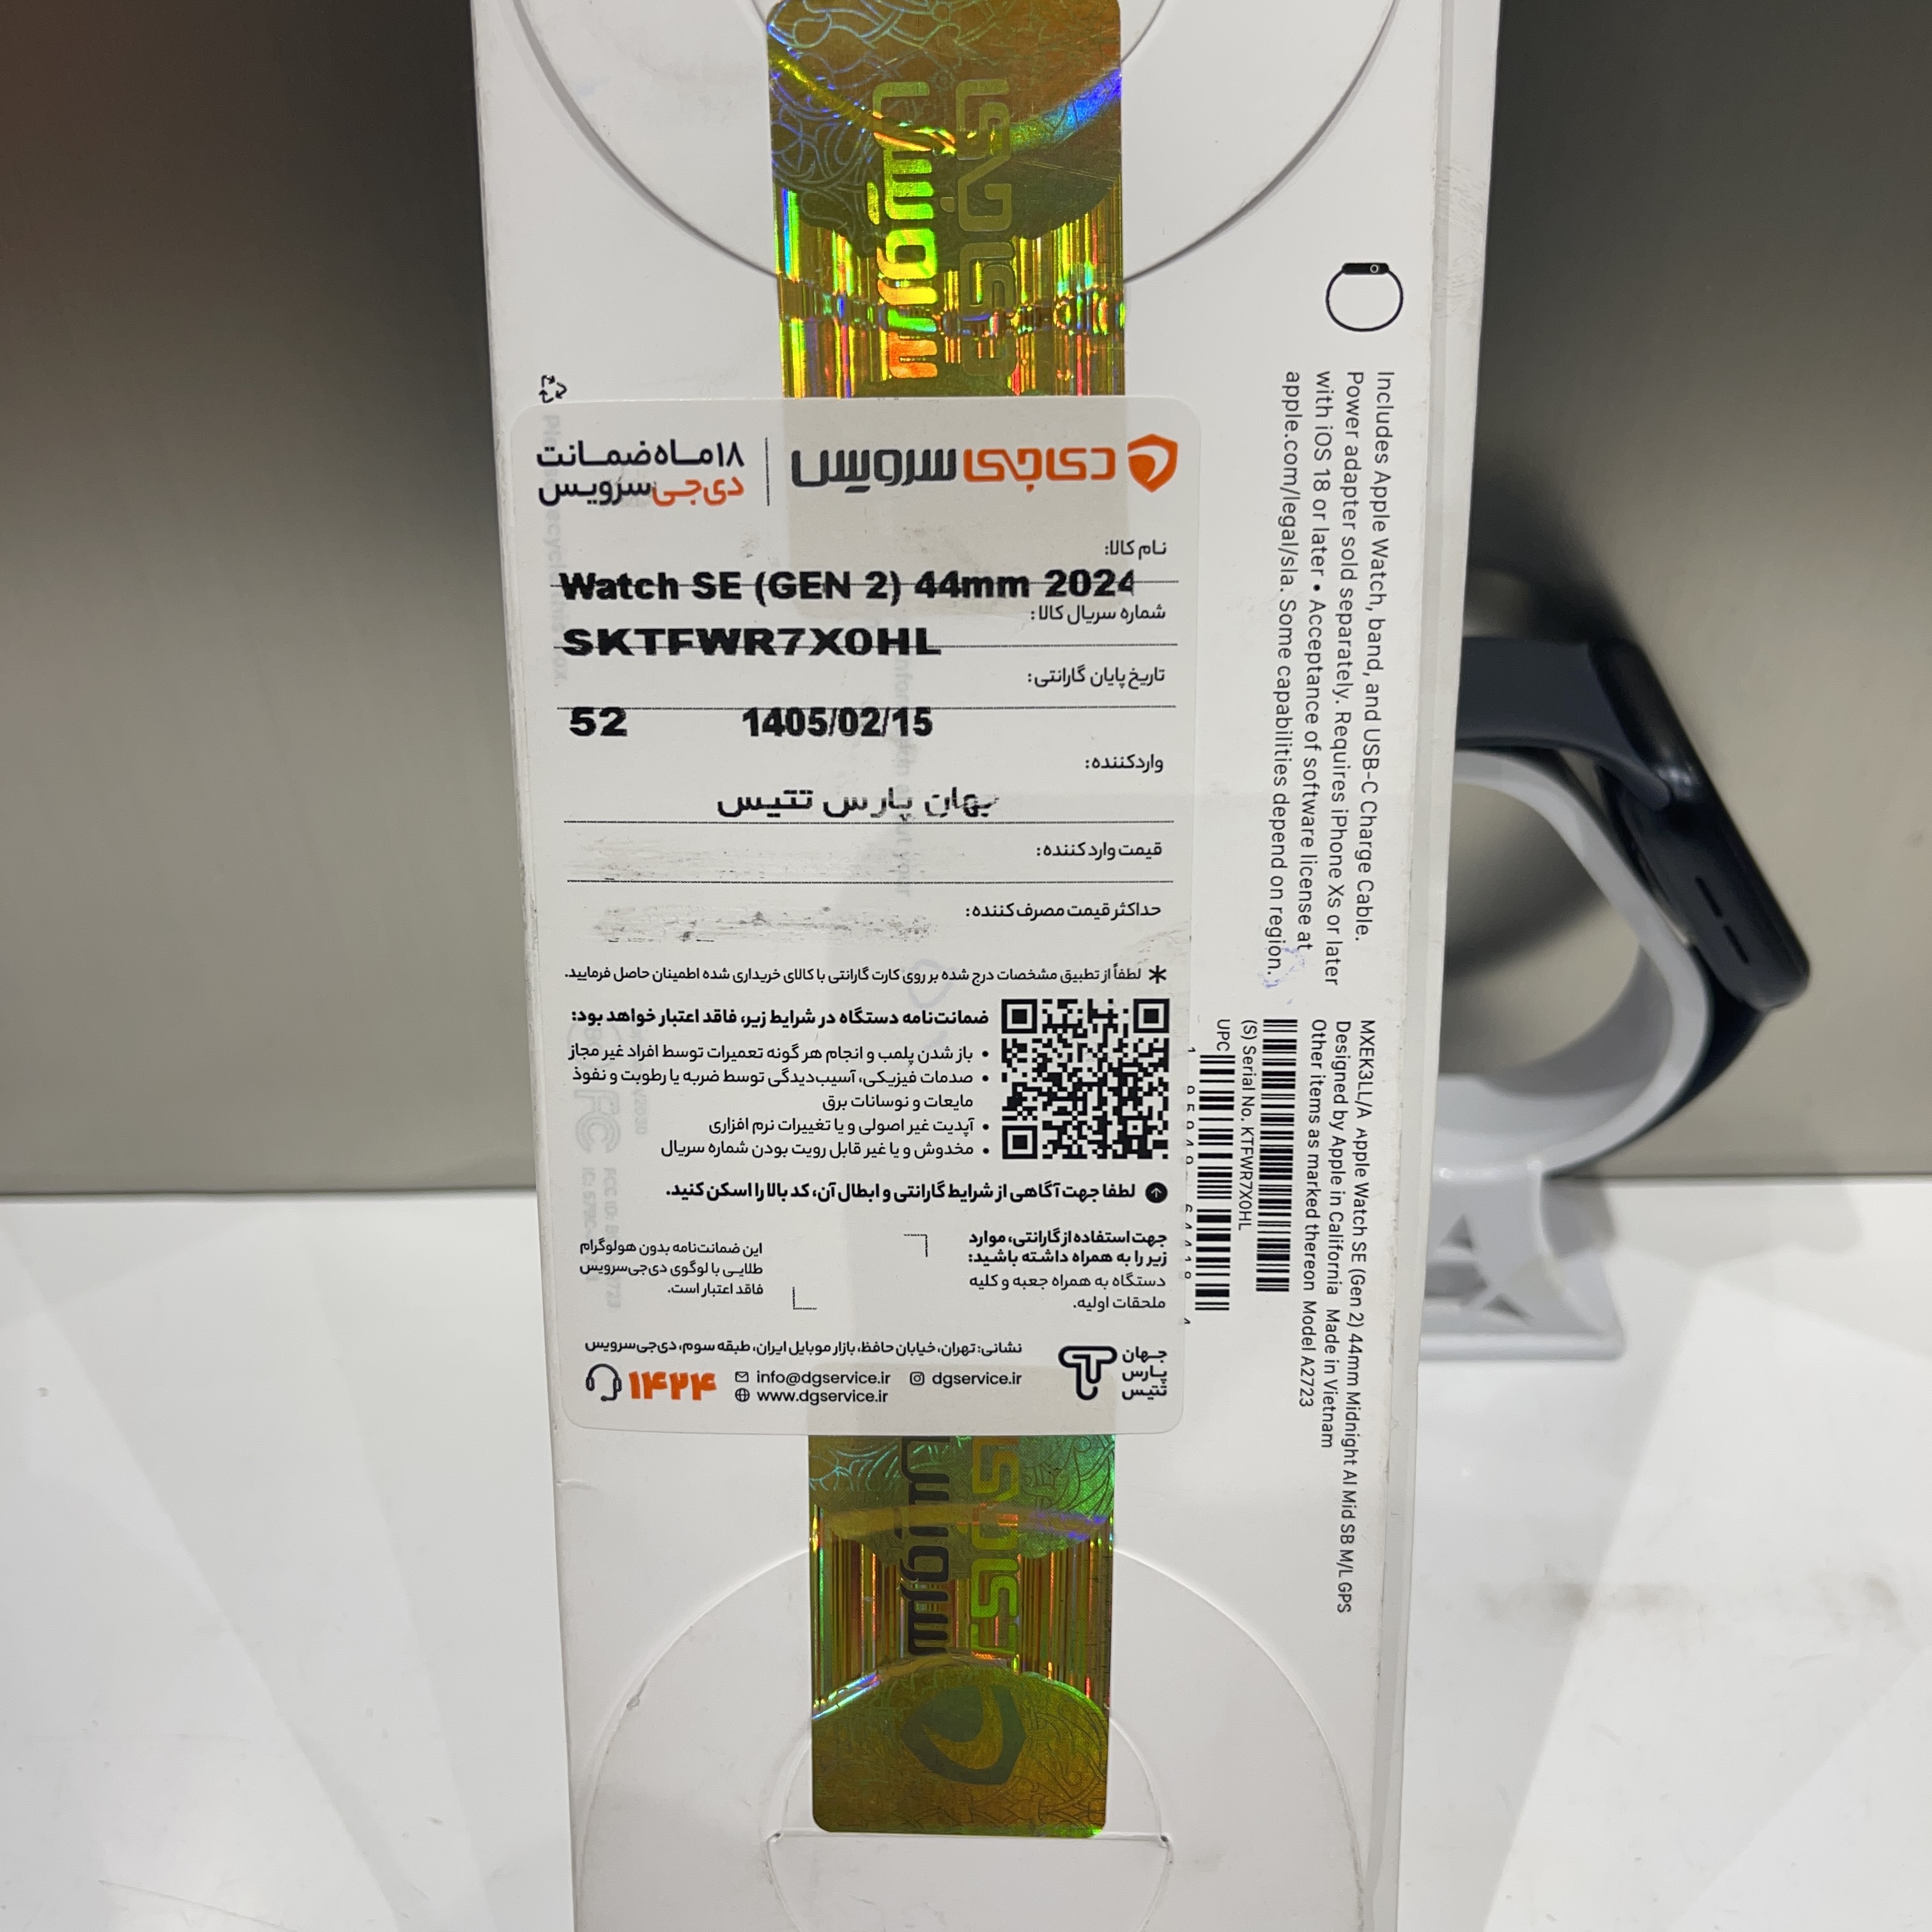 دی‌جی سرویس
۱۸ ماه ضمانت
دی‌جی سرویس
نام کالا:
Watch SE (GEN 2) 44mm 2024
شماره سریال کالا:
SKTFWR7X0HL
تاریخ پایان گارانتی:
52 1405/02/15
واردکننده:
جهان پارس تتیس
قیمت واردکننده:
حداکثر قیمت مصرف‌کننده:
* لطفاً از تطبیق مشخصات درج شده بر روی کارت گارانتی با کالای خریداری شده اطمینان حاصل فرمایید.
ضمانت‌نامه دستگاه در شرایط زیر، فاقد اعتبار خواهد بود:
• باز شدن پلمب و انجام هر گونه تعمیرات توسط افراد غیر مجاز
• صدمات فیزیکی، آسیب‌دیدگی توسط ضربه یا رطوبت و نفوذ
مایعات و نوسانات برق
• آپدیت غیر اصولی و یا تغییرات نرم افزاری
• مخدوش و یا غیر قابل رویت بودن شماره سریال
لطفا جهت آگاهی از شرایط گارانتی و ابطال آن، کد بالا را اسکن کنید.
جهت استفاده از گارانتی، موارد
زیر را به همراه داشته باشید:
دستگاه به همراه جعبه و کلیه
ملحقات اولیه.
این ضمانت‌نامه بدون هولوگرام
طلایی با لوگوی دی‌جی‌سرویس
فاقد اعتبار است.
جهان
پارس
تتیس
نشانی: تهران، خیابان حافظ، بازار موبایل ایران، طبقه سوم، دی‌جی‌سرویس
۱۴۲۴
info@dgservice.ir dgservice.ir
www.dgservice.ir
Includes Apple Watch, band, and USB-C Charge Cable.
Power adapter sold separately. Requires iPhone Xs or later
with iOS 18 or later • Acceptance of software license at
apple.com/legal/sla. Some capabilities depend on region.
MXEK3LL/A Apple Watch SE (Gen 2) 44mm Midnight Al Mid SB M/L GPS
Designed by Apple in California Made in Vietnam
Other items as marked thereon Model A2723
(S) Serial No. KTFWR7X0HL
UPC
دی‌جی
سرویس
دی‌جی
سرویس